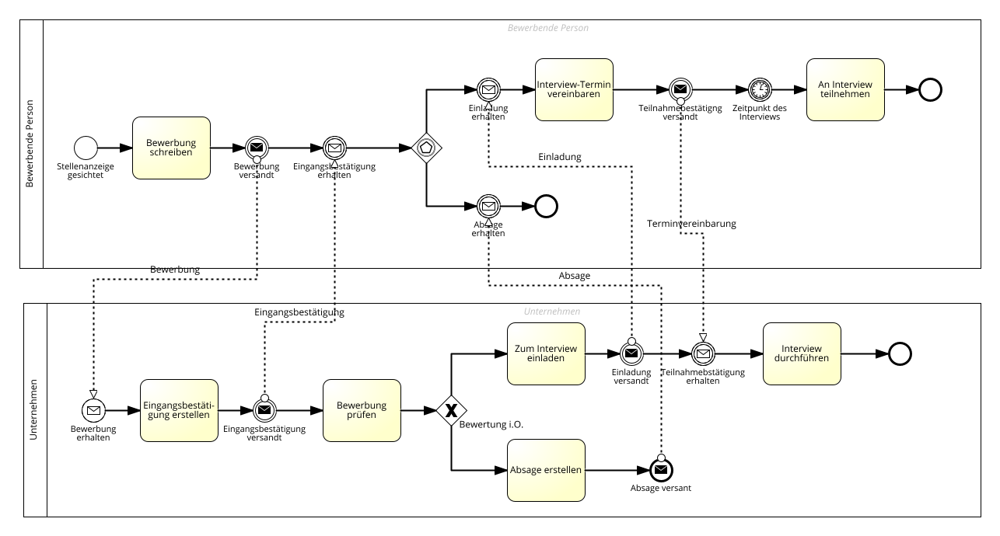 Bewerbende Person
Bewerbende Person
Stellenanzeige
gesichtet
Bewerbung
schreiben
Bewerbung
versandt
Eingangsbestätigung
erhalten
Einladung
erhalten
Interview-Termin
vereinbaren
Teilnahmebestätigng
versandt
Zeitpunkt des
Interviews
An Interview
teilnehmen
Absage
erhalten
Einladung
Terminvereinbarung
Bewerbung
Absage
Eingangsbestätigung
Unternehmen
Unternehmen
Bewerbung
erhalten
Eingangsbestäti-
gung erstellen
Eingangsbestätigung
versandt
Bewerbung
prüfen
Bewertung i.O.
Zum Interview
einladen
Einladung
versandt
Teilnahmebstätigung
erhalten
Interview
durchführen
Absage erstellen
Absage versant